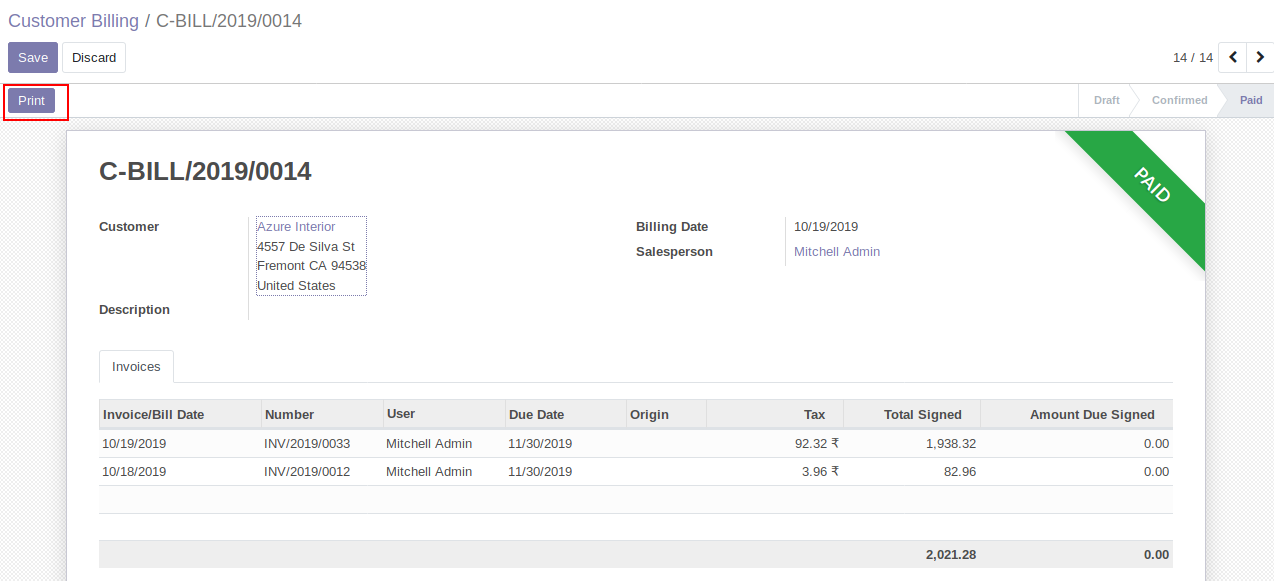 Customer Billing / C-BILL/2019/0014
Save Discard 14 / 14
Print Draft Confirmed Paid
C-BILL/2019/0014
PAID
Customer Azure Interior Billing Date 10/19/2019
4557 De Silva St Salesperson Mitchell Admin
Fremont CA 94538
United States
Description
Invoices
Invoice/Bill Date Number User Due Date Origin Tax Total Signed Amount Due Signed
10/19/2019 INV/2019/0033 Mitchell Admin 11/30/2019 92.32 ₹ 1,938.32 0.00
10/18/2019 INV/2019/0012 Mitchell Admin 11/30/2019 3.96 ₹ 82.96 0.00
2,021.28 0.00